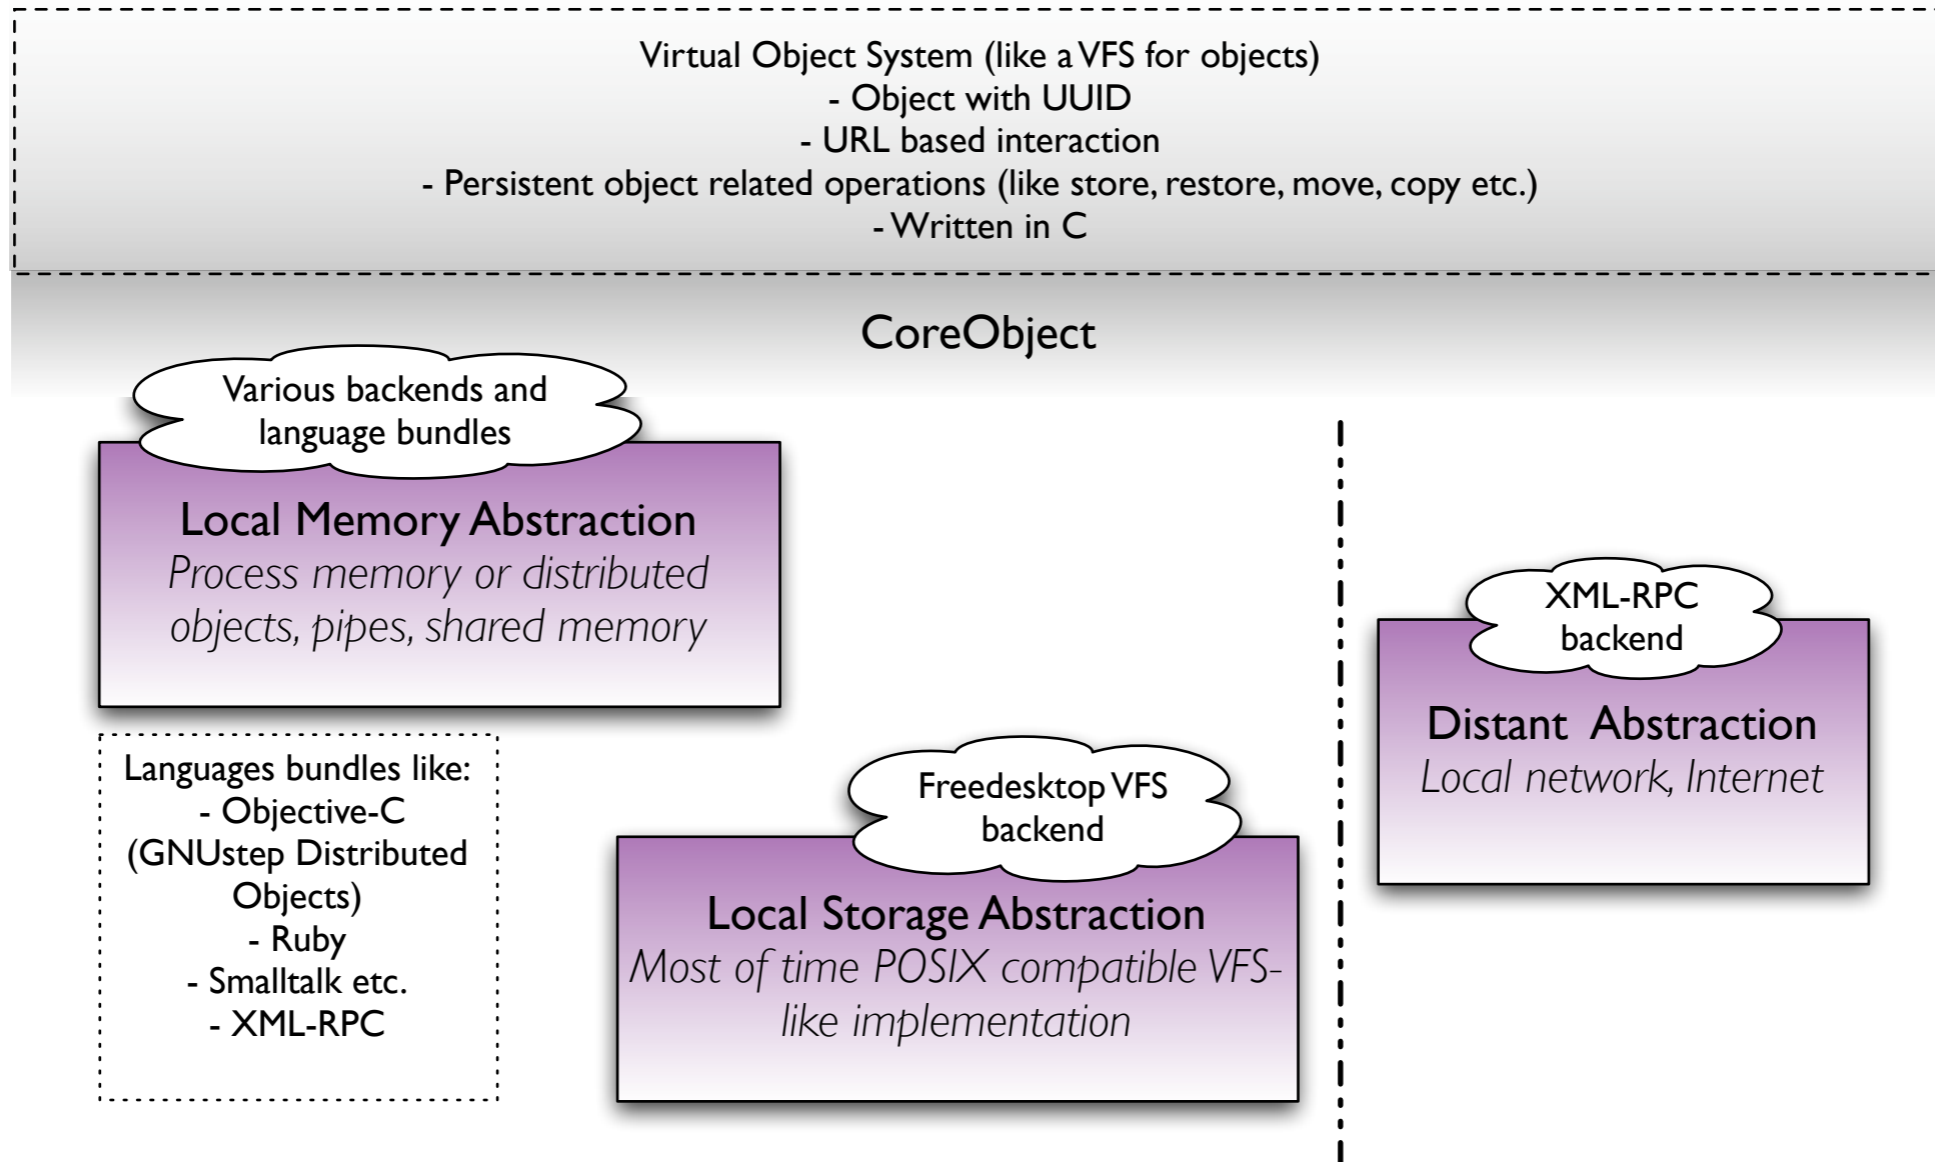 Virtual Object System (like a VFS for objects)
- Object with UUID
- URL based interaction
- Persistent object related operations (like store, restore, move, copy etc.)
- Written in C
CoreObject
Various backends and
language bundles
Local Memory Abstraction
Process memory or distributed
objects, pipes, shared memory
Languages bundles like:
- Objective-C
(GNUstep Distributed
Objects)
- Ruby
- Smalltalk etc.
- XML-RPC
Freedesktop VFS
backend
Local Storage Abstraction
Most of time POSIX compatible VFS-
like implementation
XML-RPC
backend
Distant Abstraction
Local network, Internet